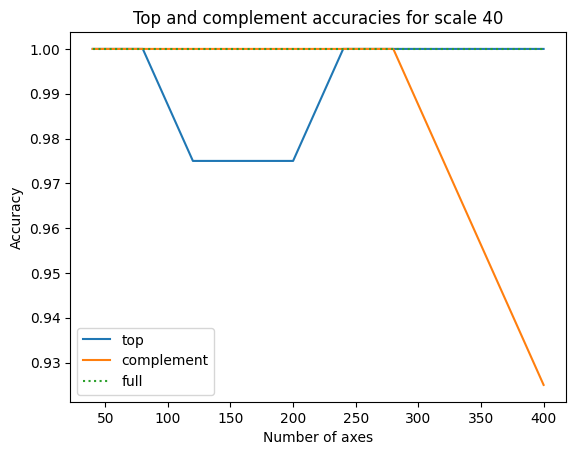 Top and complement accuracies for scale 40
1.00
0.99
0.98
0.97
0.96
0.95
0.94
0.93
Accuracy
top
complement
full
50 100 150 200 250 300 350 400
Number of axes